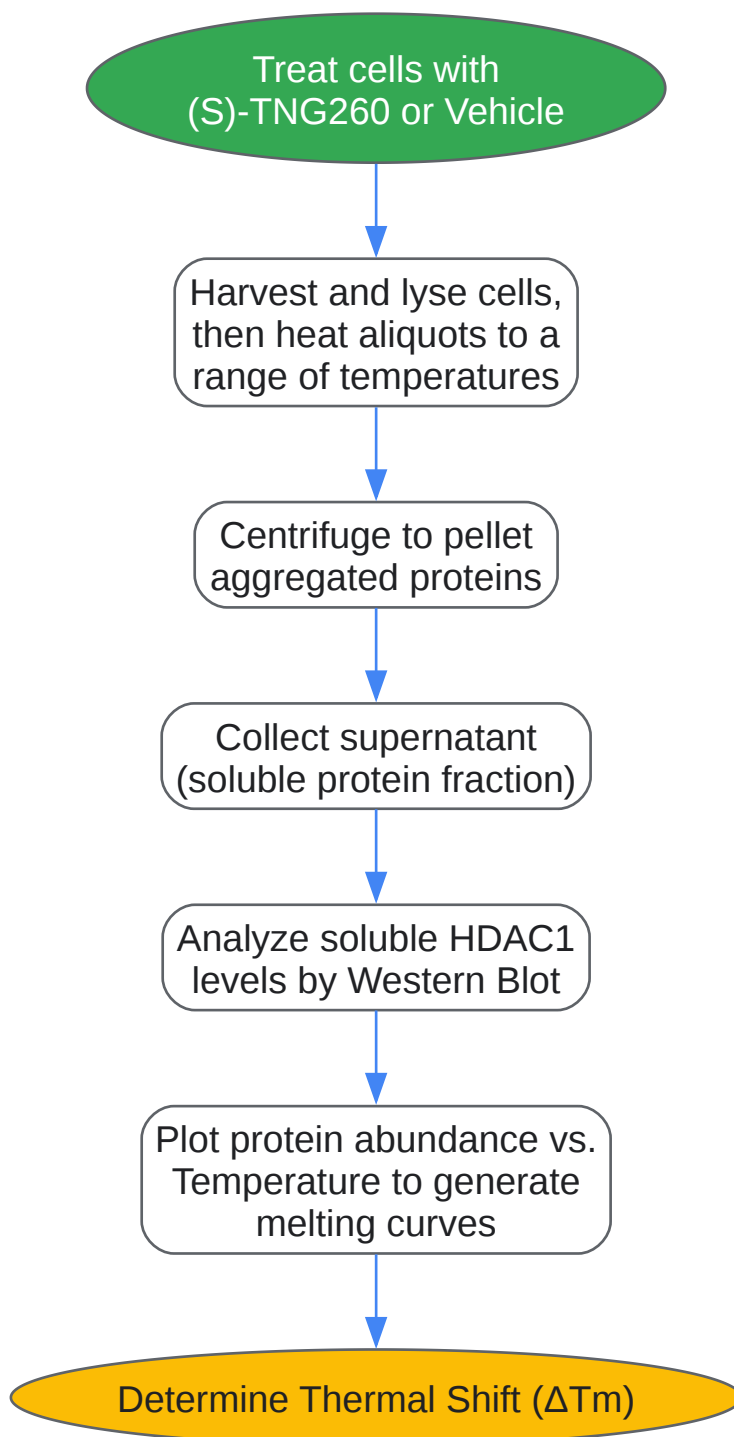 Treat cells with
(S)-TNG260 or Vehicle
Harvest and lyse cells,
then heat aliquots to a
range of temperatures
Centrifuge to pellet
aggregated proteins
Collect supernatant
(soluble protein fraction)
Analyze soluble HDAC1
levels by Western Blot
Plot protein abundance vs.
Temperature to generate
melting curves
Determine Thermal Shift (ΔTm)